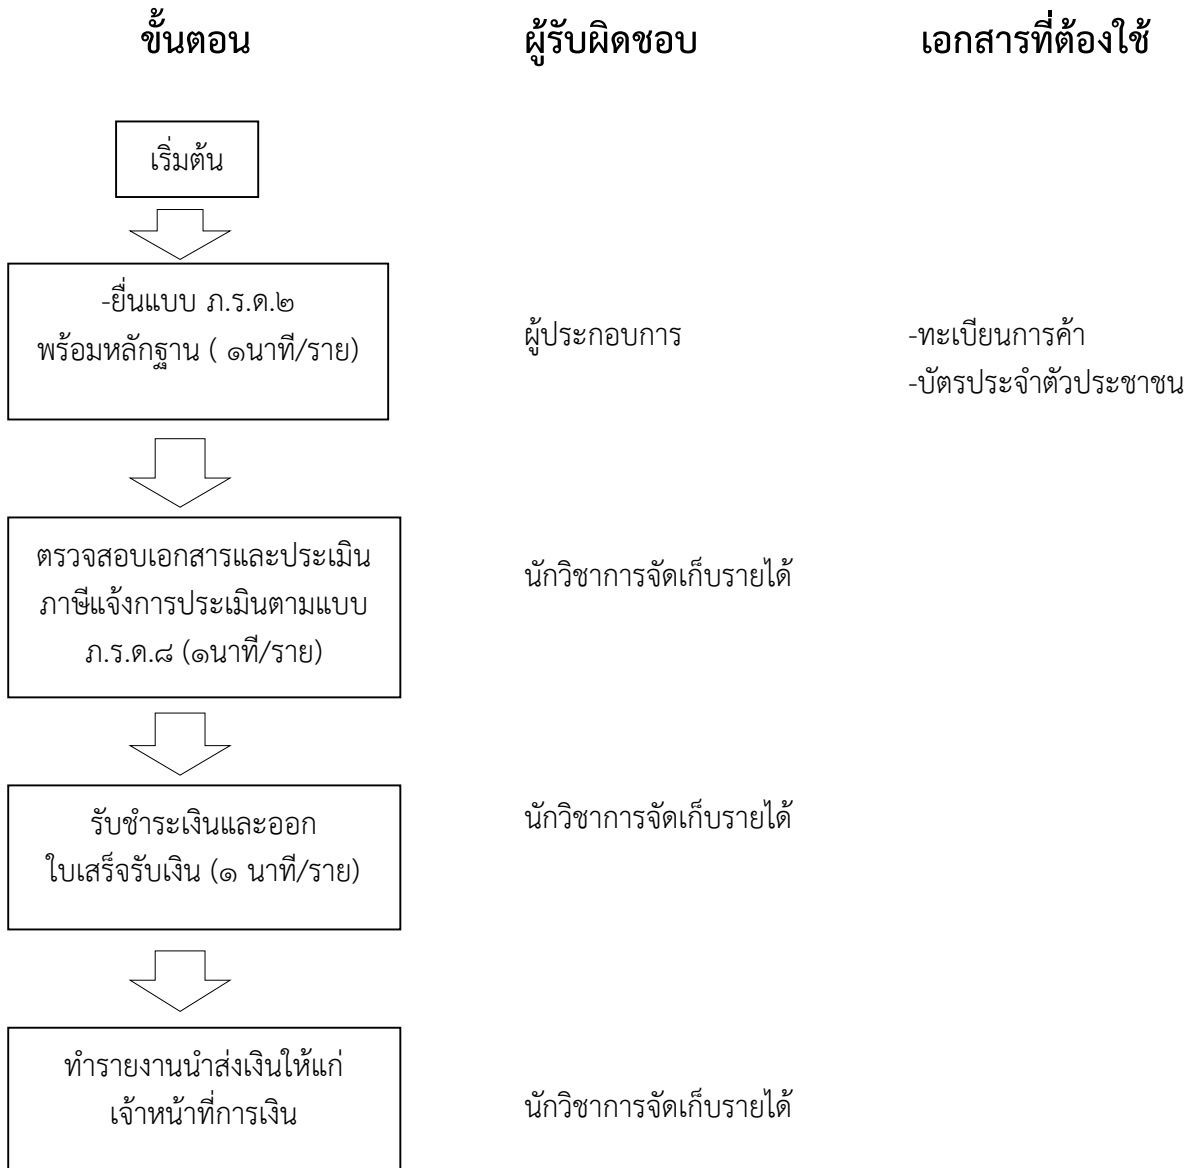 ขั้นตอน ผู้รับผิดชอบ เอกสารที่ต้องใช้
เริ่มต้น
-ยื่นแบบ ภ.ร.ด.๒
พร้อมหลักฐาน ( ๑นาที/ราย)
ผู้ประกอบการ
-ทะเบียนการค้า
-บัตรประจำตัวประชาชน
ตรวจสอบเอกสารและประเมิน
ภาษีแจ้งการประเมินตามแบบ
ภ.ร.ด.๘ (๑นาที/ราย)
นักวิชาการจัดเก็บรายได้
รับชำระเงินและออก
ใบเสร็จรับเงิน (๑ นาที/ราย)
นักวิชาการจัดเก็บรายได้
ทำรายงานนำส่งเงินให้แก่
เจ้าหน้าที่การเงิน
นักวิชาการจัดเก็บรายได้